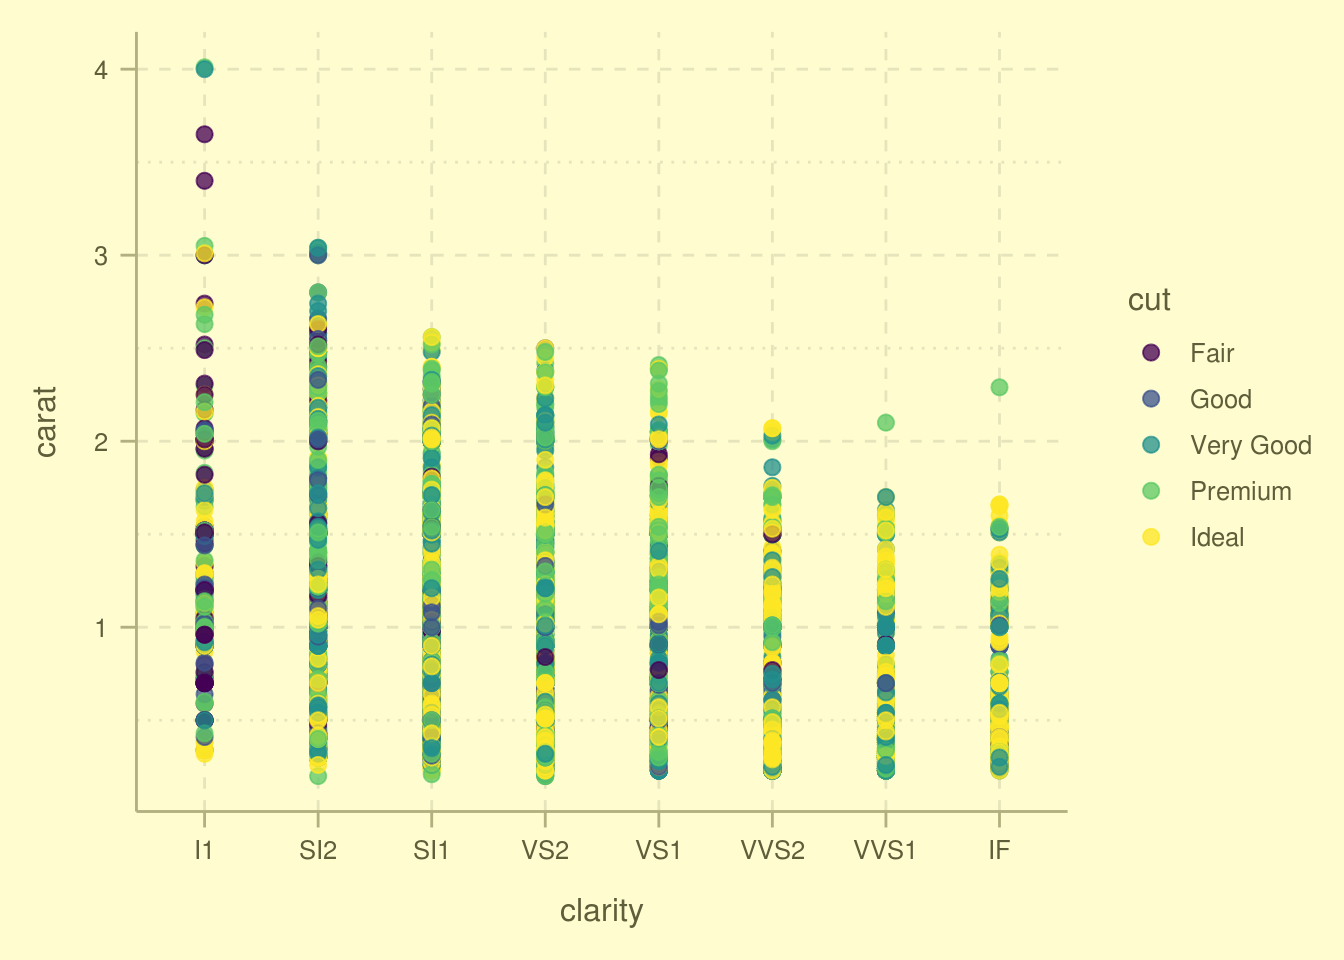 4
3
2
1
carat
I1 SI2 SI1 VS2 VS1 VVS2 VVS1 IF
clarity
cut
Fair
Good
Very Good
Premium
Ideal